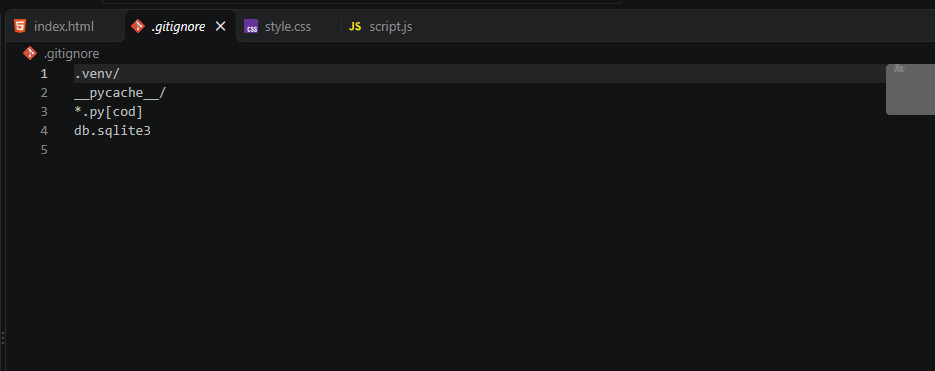 index.html .gitignore style.css JS script.js
.gitignore
1 .venv/
2 __pycache__/
3 *.py[cod]
4 db.sqlite3
5